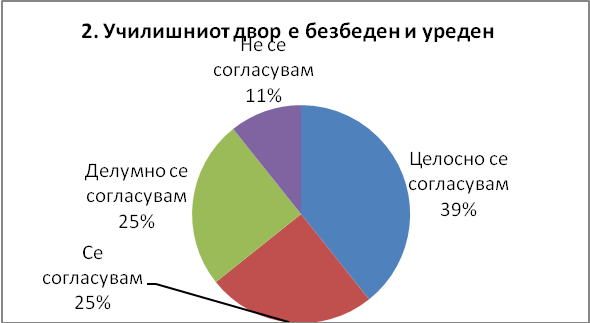 2. Училишниот двор е безбеден и уреден
Не се
согласувам
11%
Целосно се
согласувам
39%
Делумно се
согласувам
25%
Се
согласувам
25%